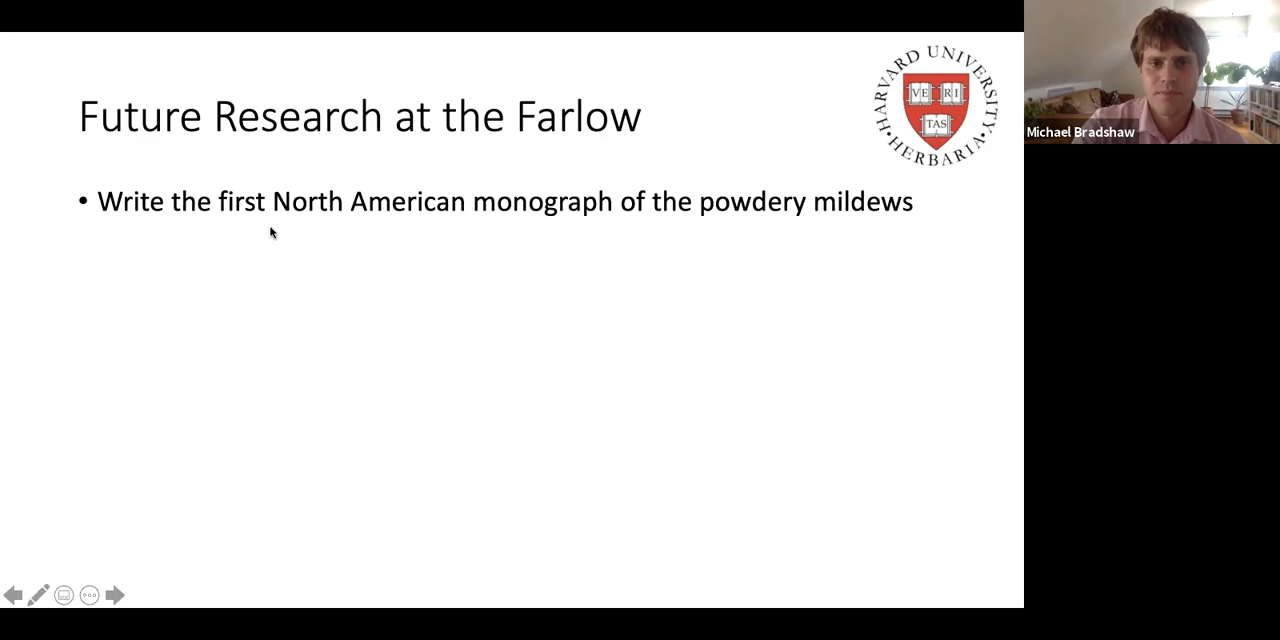 Future Research at the Farlow
HARVARD UNIVERSITY
VE RI
TAS
HERBARIA
• Write the first North American monograph of the powdery mildews
Michael Bradshaw